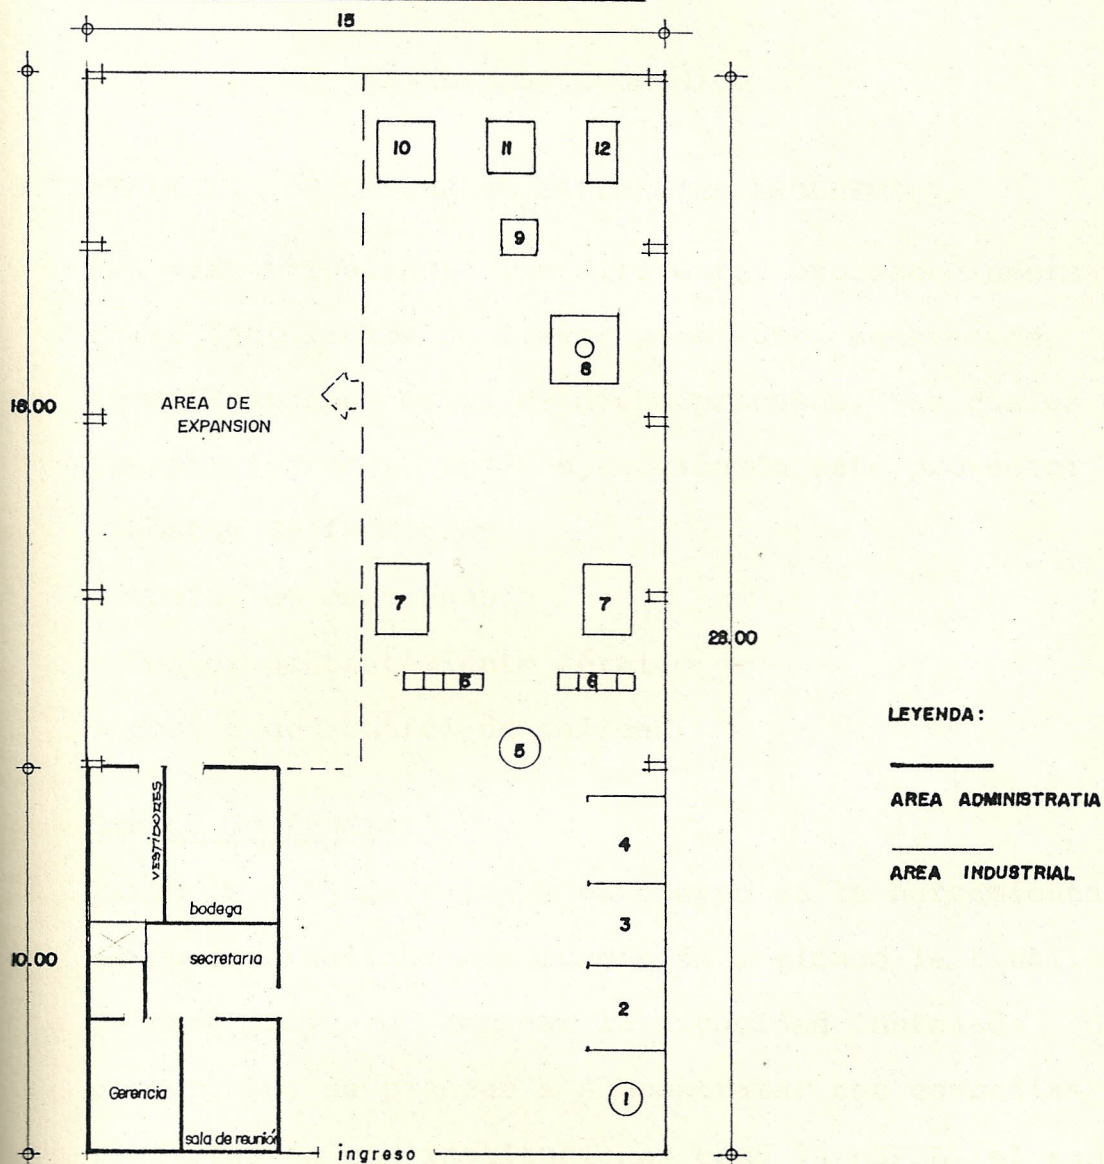 15
10
11
12
9
8
18.00
AREA DE
EXPANSION
7
7
28.00
6
6
5
LEYENDA:
AREA ADMINISTRATIA
AREA INDUSTRIAL
VESTIDORES
4
bodega
3
10.00
secretaria
2
Gerencia
1
sala de reunión
ingreso